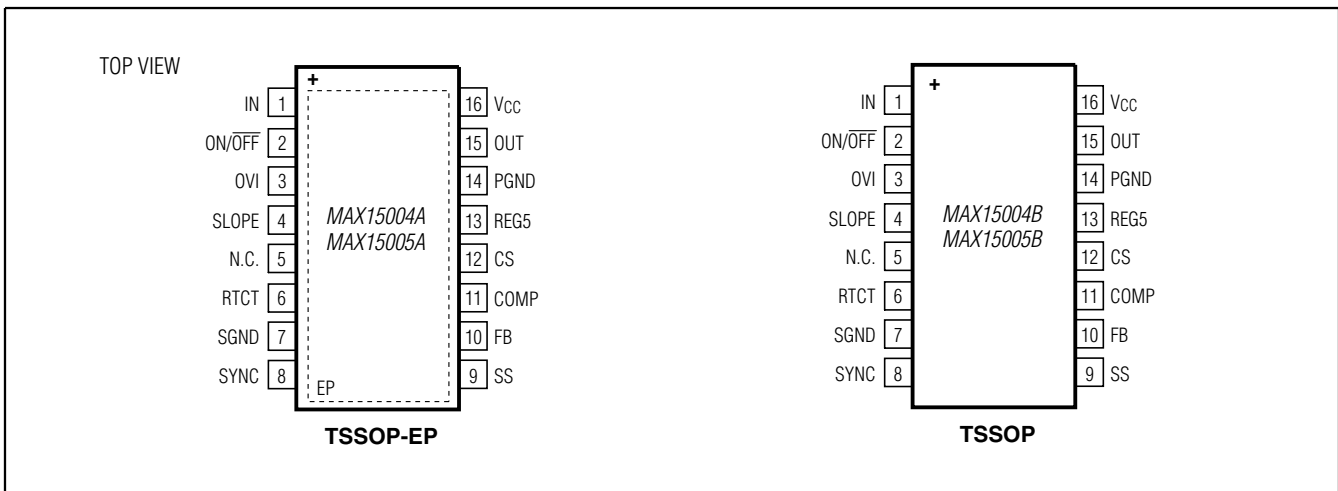 TOP VIEW
+
IN 1
ON/OFF 2
OVI 3
SLOPE 4
N.C. 5
RTCT 6
SGND 7
SYNC 8
MAX15004A
MAX15005A
EP
16 VCC
15 OUT
14 PGND
13 REG5
12 CS
11 COMP
10 FB
9 SS
TSSOP-EP
+
IN 1
ON/OFF 2
OVI 3
SLOPE 4
N.C. 5
RTCT 6
SGND 7
SYNC 8
MAX15004B
MAX15005B
16 VCC
15 OUT
14 PGND
13 REG5
12 CS
11 COMP
10 FB
9 SS
TSSOP